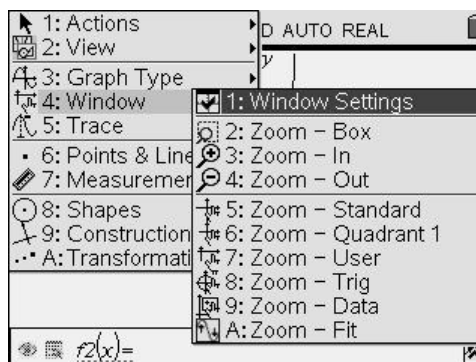 1: Actions
2: View
3: Graph Type
4: Window
5: Trace
6: Points & Line
7: Measuremer
8: Shapes
9: Construction
A: Transformati
D AUTO REAL
y
1: Window Settings
2: Zoom – Box
3: Zoom – In
4: Zoom – Out
5: Zoom – Standard
6: Zoom – Quadrant 1
7: Zoom – User
8: Zoom – Trig
9: Zoom – Data
A: Zoom – Fit
f2(x)=